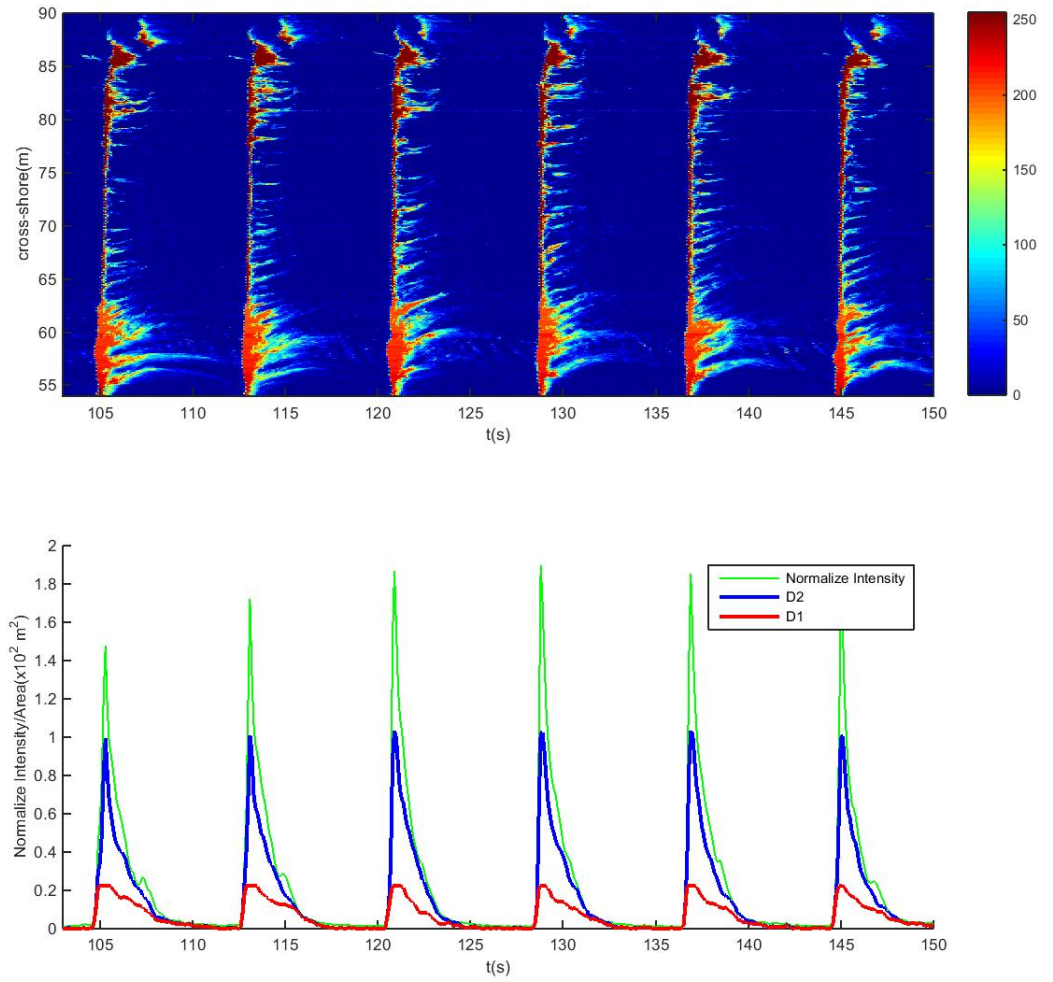 90
85
80
75
70
65
60
55
cross-shore(m)
105 110 115 120 125 130 135 140 145 150
t(s)
250
200
150
100
50
0
2
1.8
1.6
1.4
1.2
1
0.8
0.6
0.4
0.2
0
Normalize Intensity/Area(x10² m²)
Normalize Intensity
D2
D1
105 110 115 120 125 130 135 140 145 150
t(s)